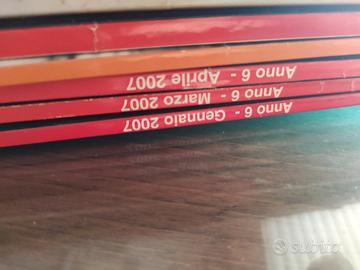 Anno 6 - Gennaio 2007
Anno 6 - Marzo 2007
Anno 6 - Aprile 2007
subito